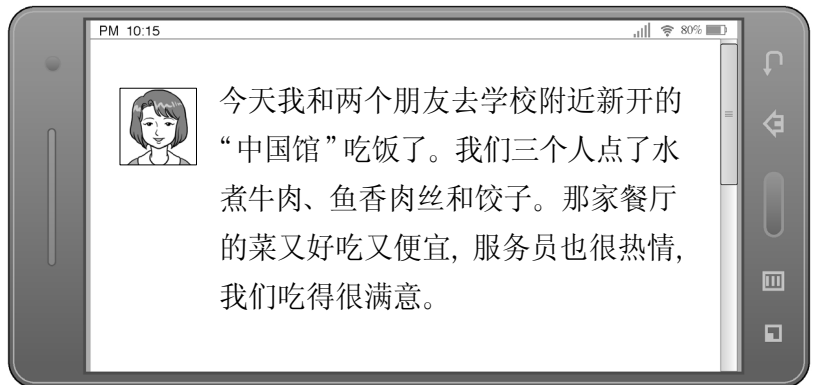 PM 10:15
80%
今天我和两个朋友去学校附近新开的
“中国馆”吃饭了。我们三个人点了水
煮牛肉、鱼香肉丝和饺子。那家餐厅
的菜又好吃又便宜，服务员也很热情，
我们吃得很满意。